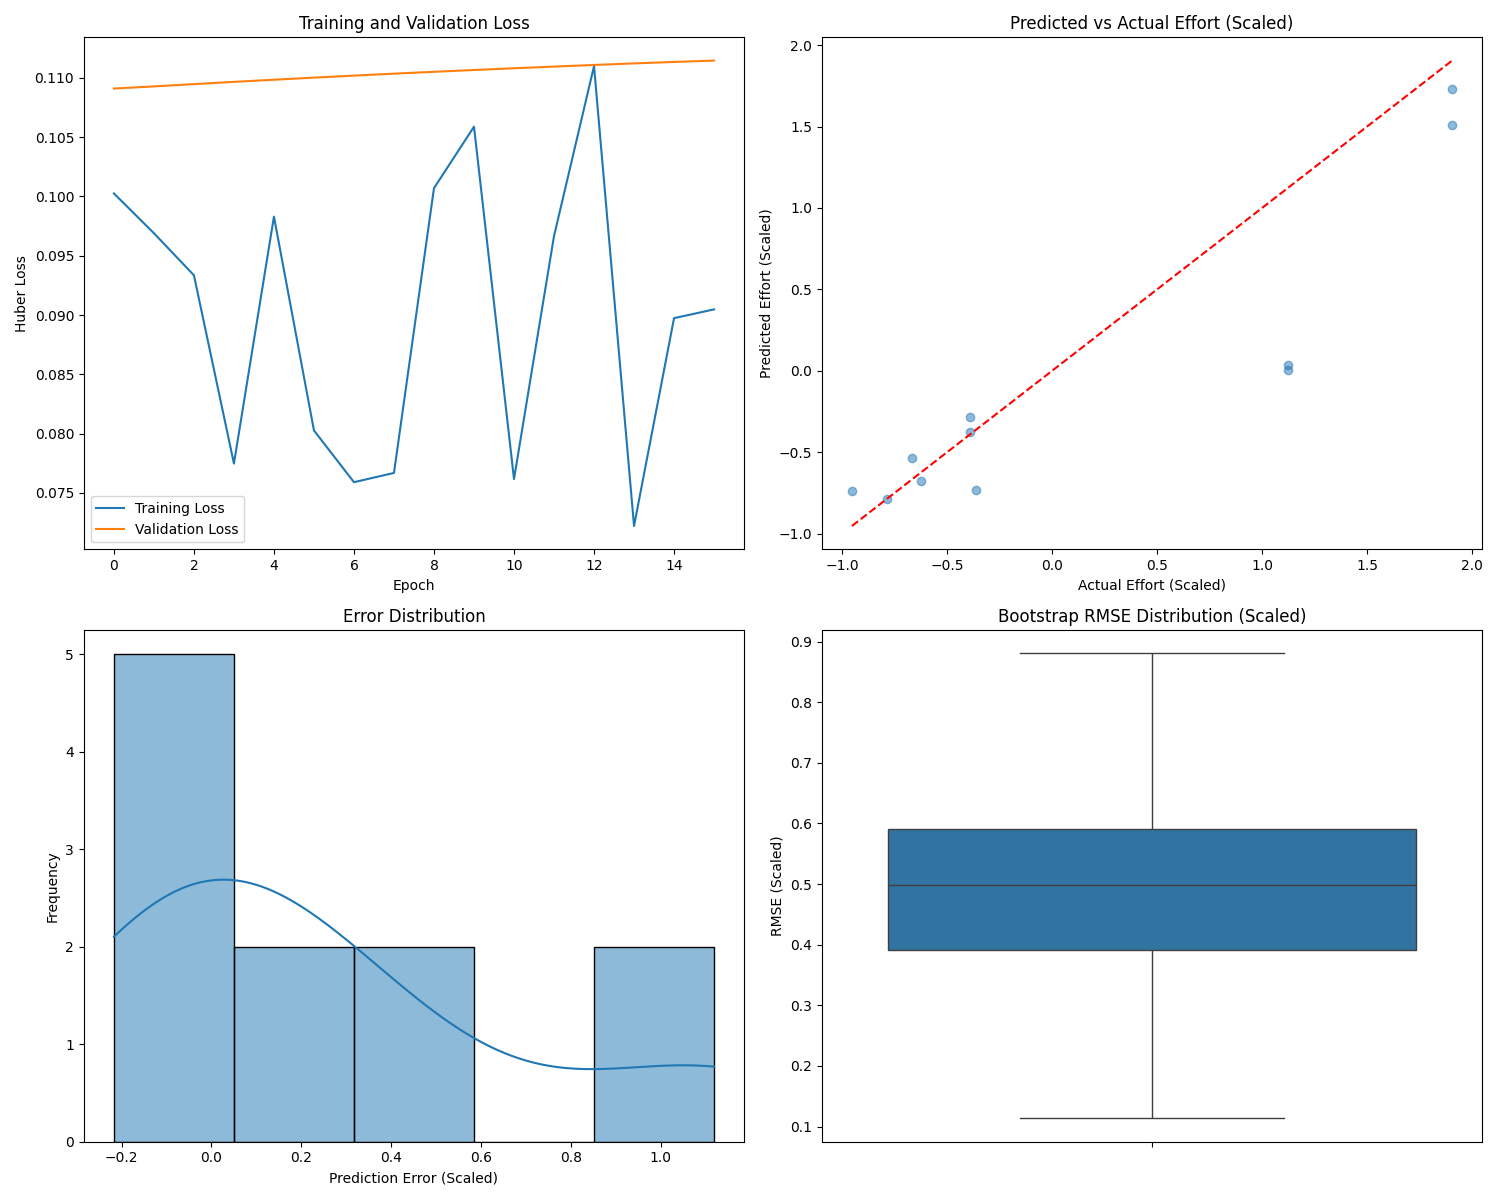 Training and Validation Loss
0.110
0.105
0.100
0.095
0.090
0.085
0.080
0.075
Huber Loss
Training Loss
Validation Loss
0 2 4 6 8 10 12 14
Epoch
Predicted vs Actual Effort (Scaled)
2.0
1.5
1.0
0.5
0.0
−0.5
−1.0
Predicted Effort (Scaled)
−1.0 −0.5 0.0 0.5 1.0 1.5 2.0
Actual Effort (Scaled)
Error Distribution
5
4
3
2
1
0
Frequency
−0.2 0.0 0.2 0.4 0.6 0.8 1.0
Prediction Error (Scaled)
Bootstrap RMSE Distribution (Scaled)
0.9
0.8
0.7
0.6
0.5
0.4
0.3
0.2
0.1
RMSE (Scaled)